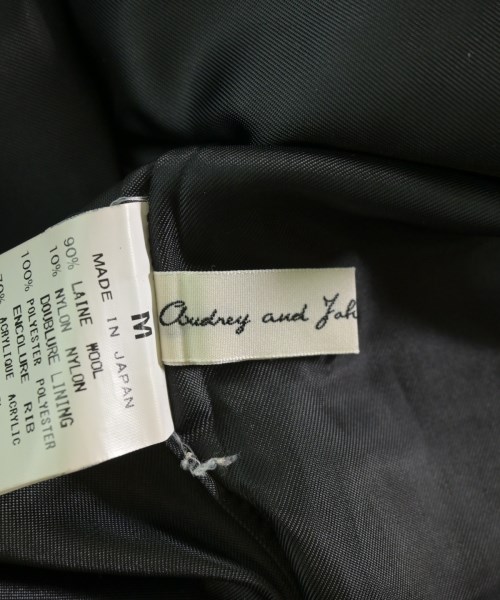 M
MADE IN JAPAN
90% LAINE WOOL
10% NYLON NYLON
DOUBLURE LINING
100% POLYESTER POLYESTER
ENCOLURE RIB
70% ACRYLIQUE ACRYLIC
Audrey and Joh